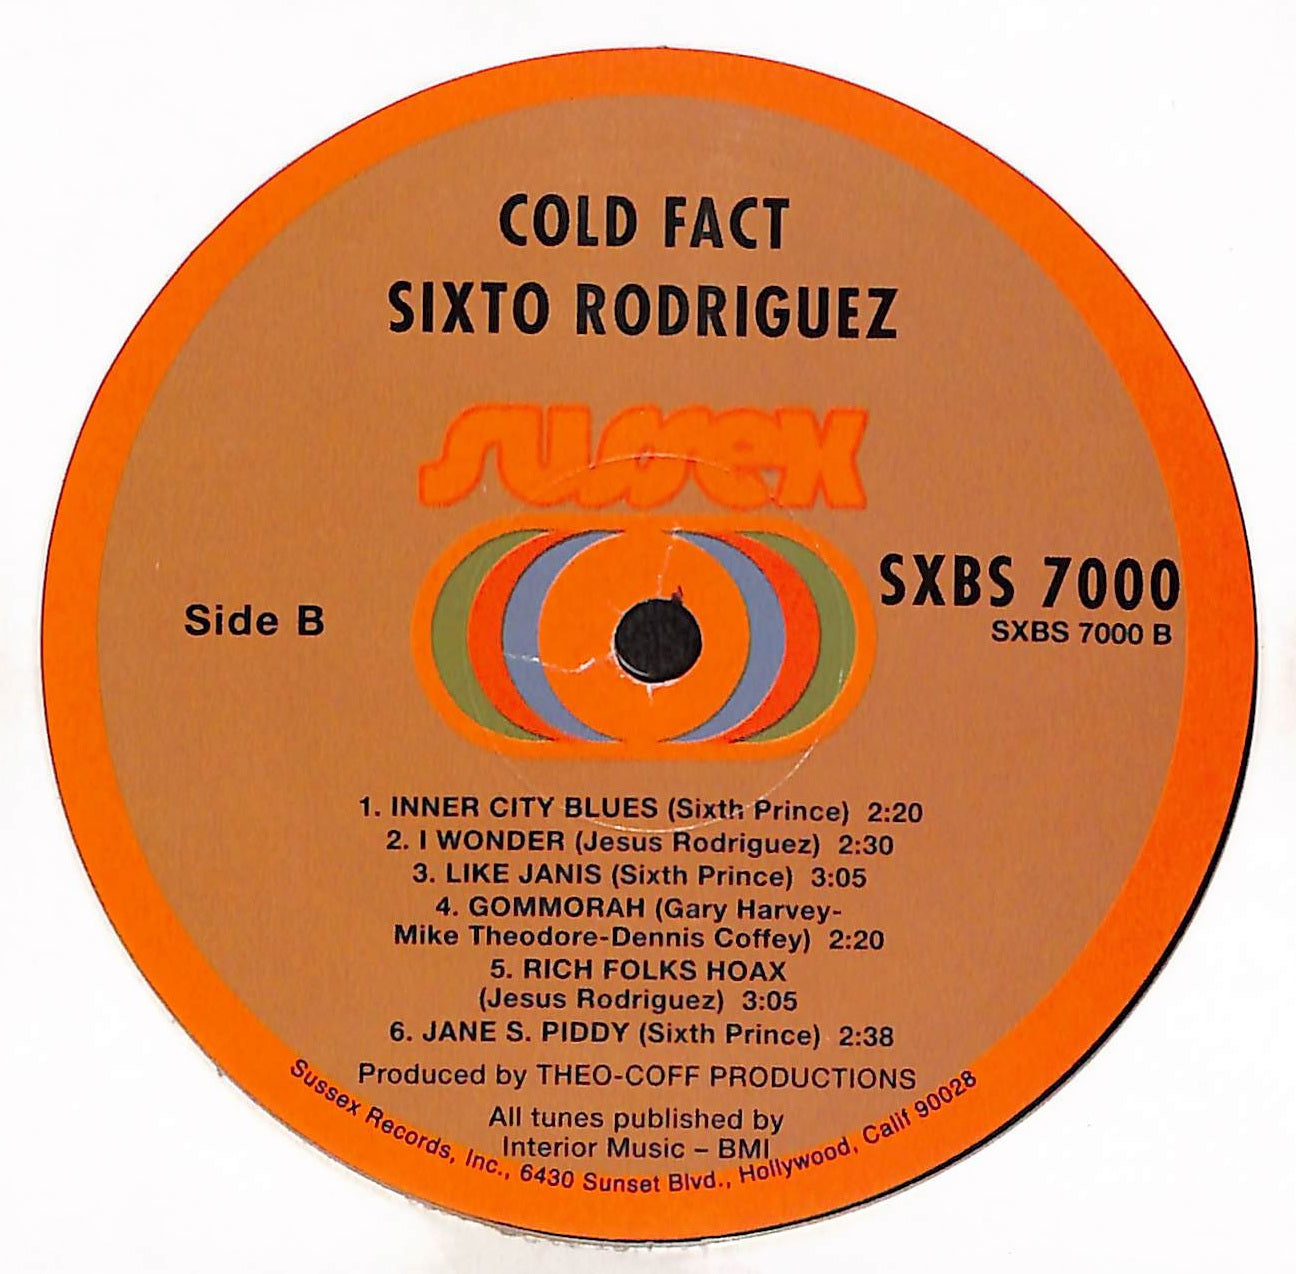 COLD FACT
SIXTO RODRIGUEZ
sussex
SXBS 7000
SXBS 7000 B
Side B
1. INNER CITY BLUES (Sixth Prince) 2:20
2. I WONDER (Jesus Rodriguez) 2:30
3. LIKE JANIS (Sixth Prince) 3:05
4. GOMMORAH (Gary Harvey-
Mike Theodore-Dennis Coffey) 2:20
5. RICH FOLKS HOAX
(Jesus Rodriguez) 3:05
6. JANE S. PIDDY (Sixth Prince) 2:38
Produced by THEO-COFF PRODUCTIONS
All tunes published by
Interior Music – BMI
Sussex Records, Inc., 6430 Sunset Blvd., Hollywood, Calif 90028